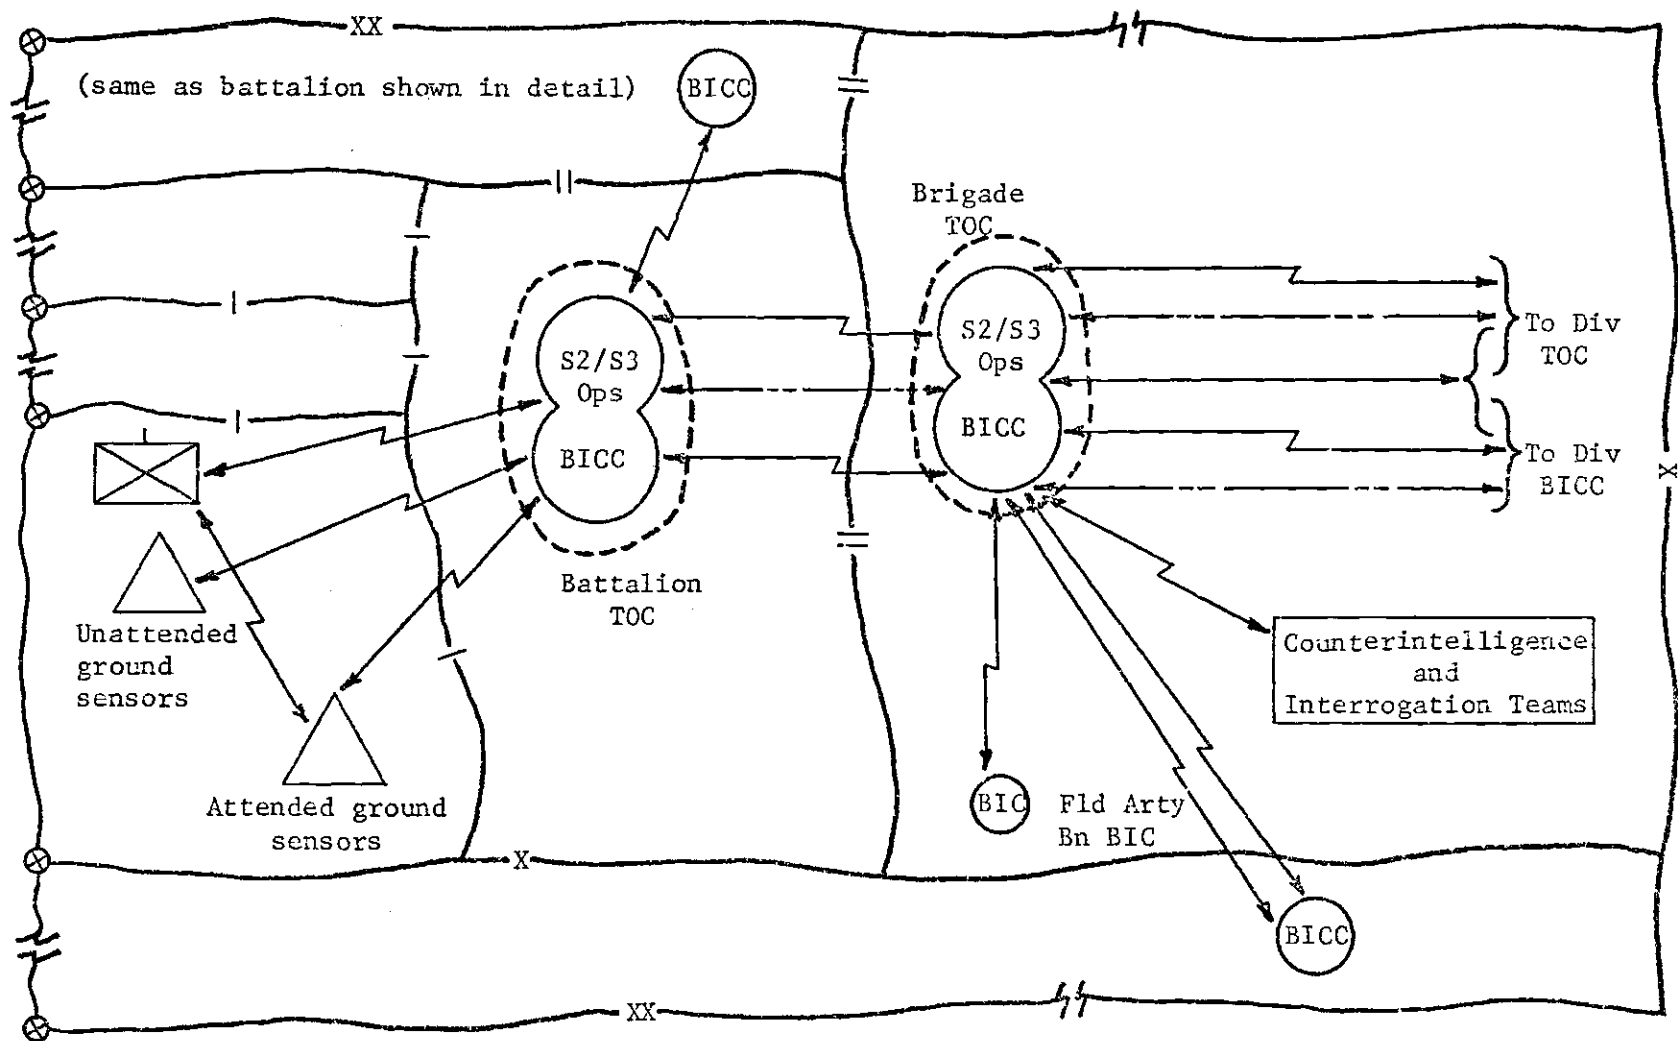 XX
(same as battalion shown in detail)
BICC
||
||
Brigade
TOC
|
S2/S3
Ops
BICC
To Div
TOC
To Div
BICC
S2/S3
Ops
BICC
Battalion
TOC
|
|
|
X
Unattended
ground
sensors
|||
Attended ground
sensors
|
Counterintelligence
and
Interrogation Teams
BIC
Fld Arty
Bn BIC
X
BICC
XX